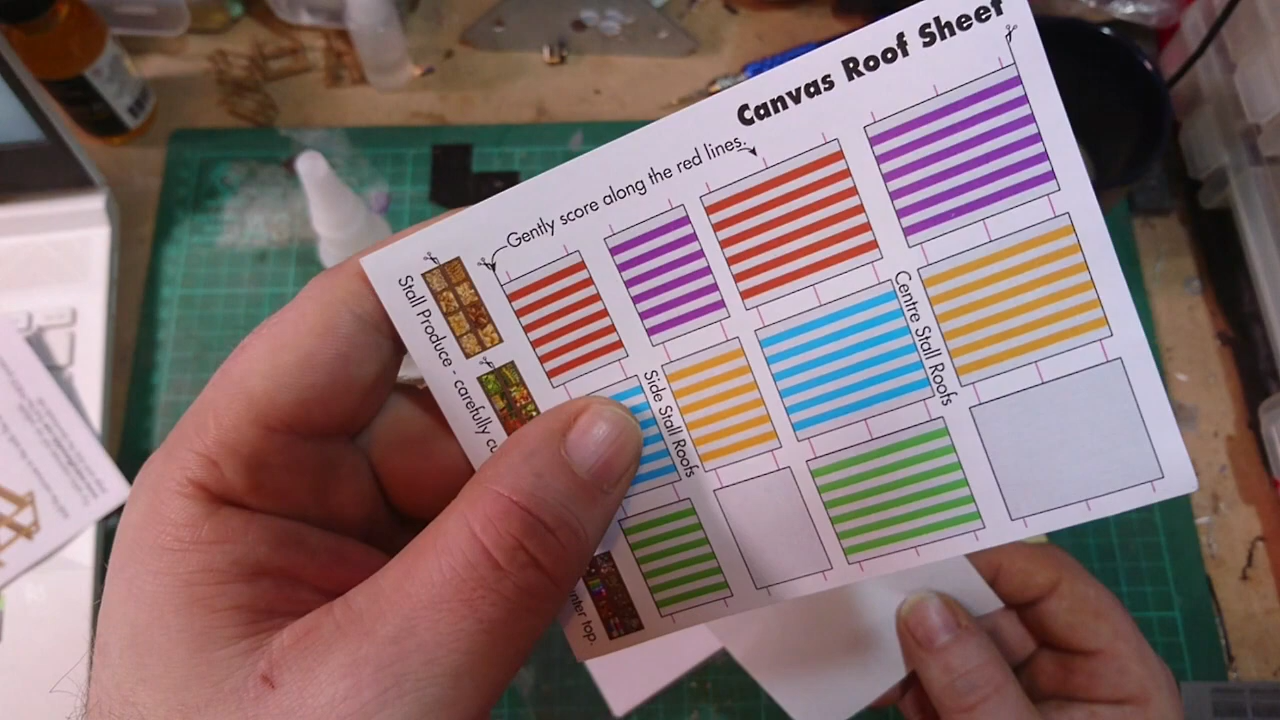 Canvas Roof Sheet
Gently score along the red lines.
Stall Produce - carefully
Side Stall Roofs
Centre Stall Roofs
top.